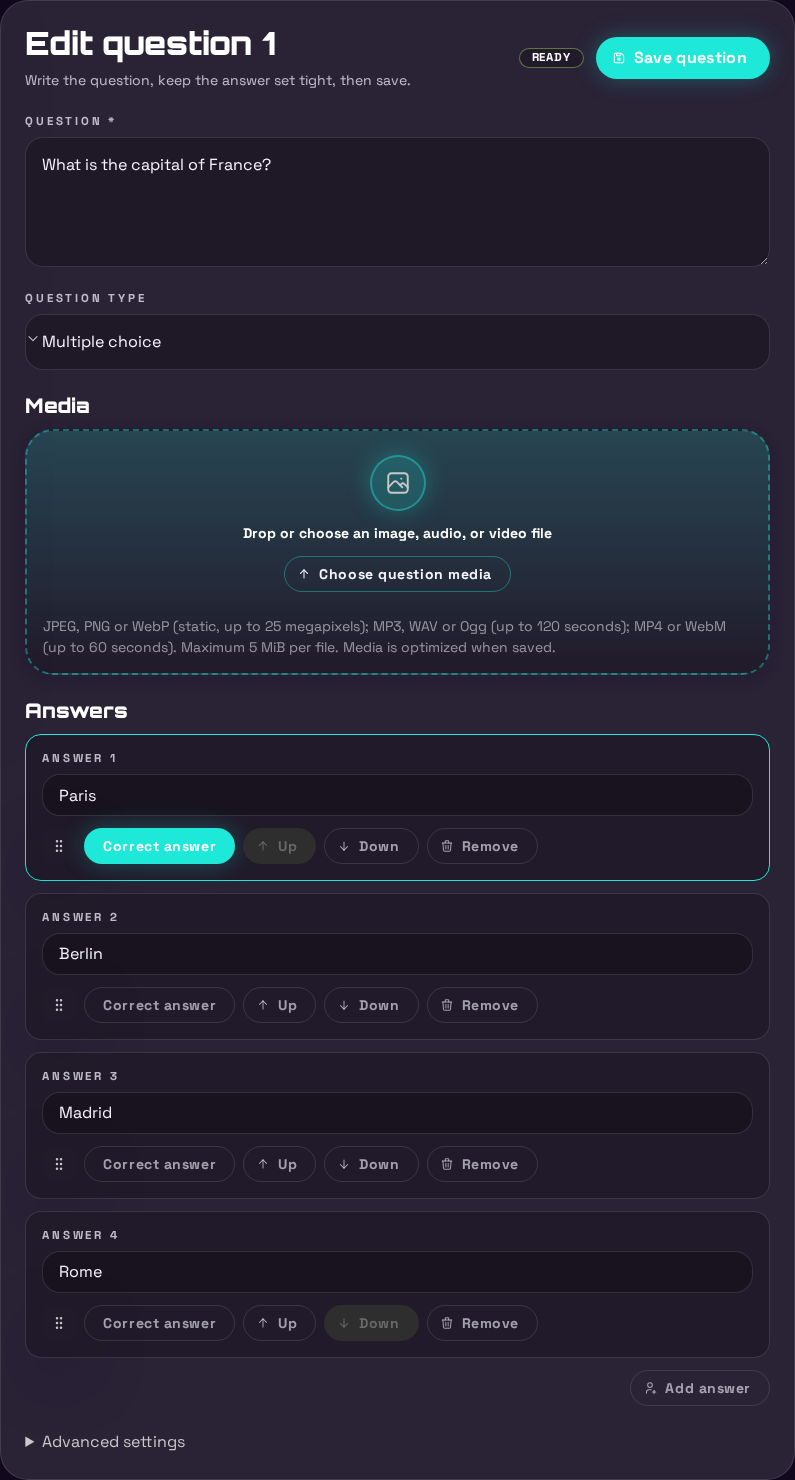 Edit question 1
Write the question, keep the answer set tight, then save.
READY
Save question
QUESTION *
What is the capital of France?
QUESTION TYPE
Multiple choice
Media
Drop or choose an image, audio, or video file
Choose question media
JPEG, PNG or WebP (static, up to 25 megapixels); MP3, WAV or Ogg (up to 120 seconds); MP4 or WebM
(up to 60 seconds). Maximum 5 MiB per file. Media is optimized when saved.
Answers
ANSWER 1
Paris
Correct answer Up Down Remove
ANSWER 2
Berlin
Correct answer Up Down Remove
ANSWER 3
Madrid
Correct answer Up Down Remove
ANSWER 4
Rome
Correct answer Up Down Remove
Add answer
Advanced settings